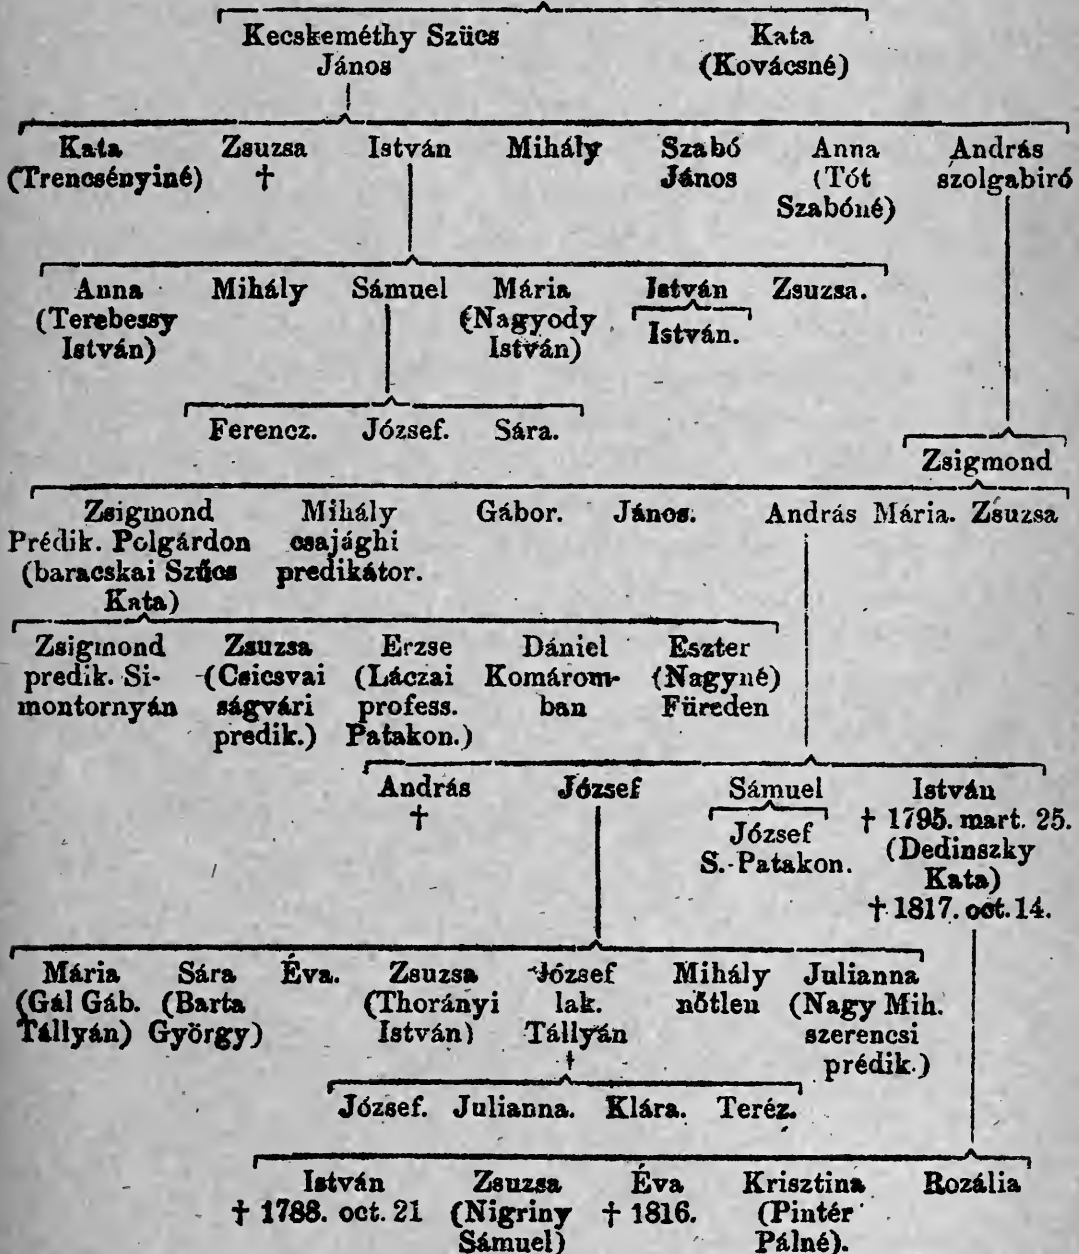 Kecskeméthy Szücs Kata
János (Kovácsné)
Kata Zsuzsa István Mihály Szabó Anna András
(Trencsényiné) † János (Tót szolgabiró
Szabóné)
Anna Mihály Sámuel Mária István Zsuzsa.
(Terebessy (Nagyody István.
István) István)
Ferencz. József. Sára.
Zsigmond
Zsigmond Mihály Gábor. János. András Mária. Zsuzsa
Prédik. Polgárdon csajághi
(baracskai Szűcs predikátor.
Kata)
Zsigmond Zsuzsa Erzse Dániel Eszter
predik. Si- (Csicsvai (Láczai Komárom- (Nagyné)
montornyán ságvári profess. ban Füreden
predik.) Patakon.)
András József Sámuel István
† József † 1795. mart. 25.
S.-Patakon. (Dedinszky
Kata)
† 1817. oct. 14.
Mária Sára Éva. Zsuzsa József Mihály Julianna
(Gál Gáb. (Barta (Thorányi lak. nőtlen (Nagy Mih.
Tállyán) György) István) Tállyán szerencsi
prédik.)
József. Julianna. Klára. Teréz.
István Zsuzsa Éva Krisztina Rozália
† 1788. oct. 21 (Nigriny † 1816. (Pintér
Sámuel) Pálné).